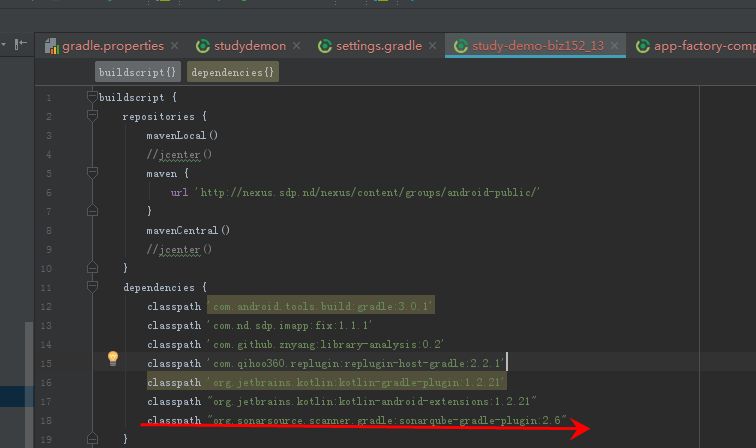 gradle.properties studydemon settings.gradle study-demo-biz152_13 app-factory-comp
buildscript{} dependencies{}
1 buildscript {
2 repositories {
3 mavenLocal()
4 //jcenter()
5 maven {
6 url 'http://nexus.sdp.nd/nexus/content/groups/android-public/'
7 }
8 mavenCentral()
9 //jcenter()
10 }
11 dependencies {
12 classpath 'com.android.tools.build:gradle:3.0.1'
13 classpath 'com.nd.sdp.imapp:fix:1.1.1'
14 classpath 'com.github.znyang:library-analysis:0.2'
15 classpath 'com.qihoo360.replugin:replugin-host-gradle:2.2.1'
16 classpath 'org.jetbrains.kotlin:kotlin-gradle-plugin:1.2.21'
17 classpath "org.jetbrains.kotlin:kotlin-android-extensions:1.2.21"
18 classpath "org.sonarsource.scanner.gradle:sonarqube-gradle-plugin:2.6"
19 }